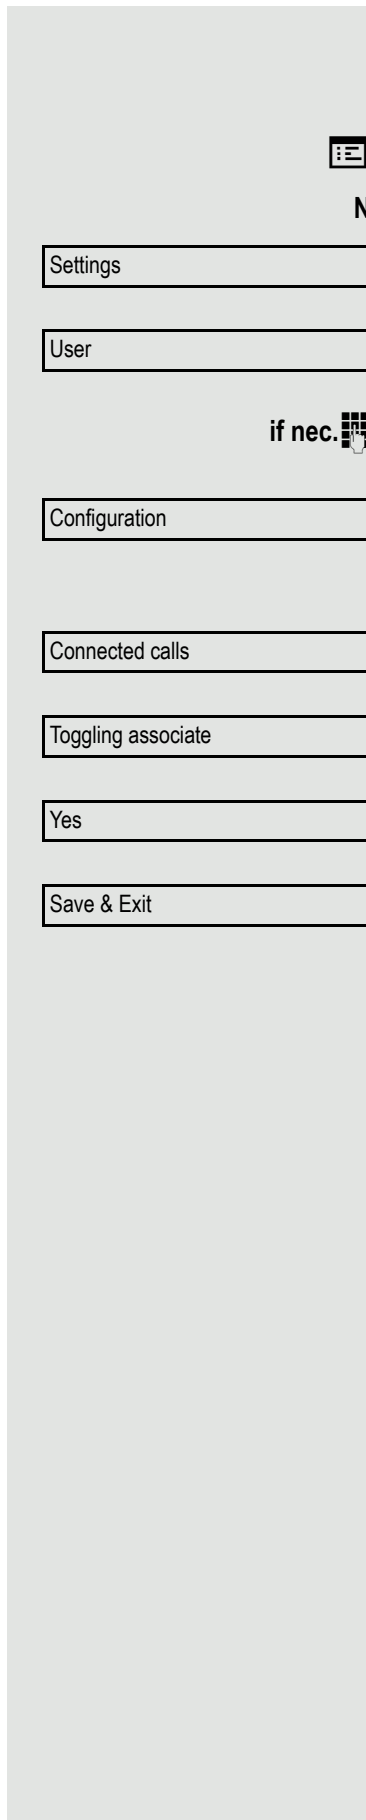 Settings
User
if nec.
Configuration
Connected calls
Toggling associate
Yes
Save & Exit